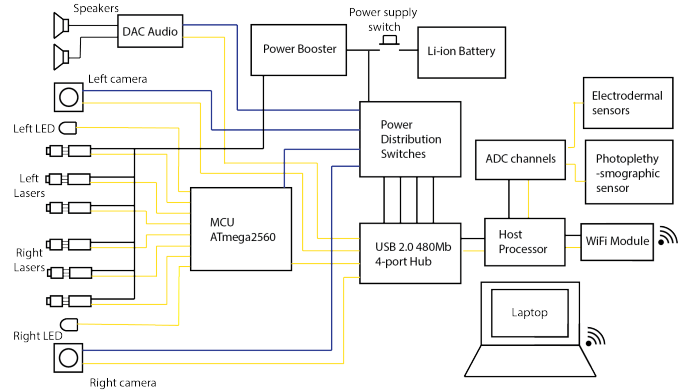 Speakers
DAC Audio
Power supply
switch
Power Booster
Li-ion Battery
Left camera
Left LED
Power
Distribution
Switches
Electrodermal
sensors
ADC channels
Photoplethy
-smographic
sensor
Left
Lasers
MCU
ATmega2560
USB 2.0 480Mb
4-port Hub
Host
Processor
WiFi Module
Right
Lasers
Laptop
Right LED
Right camera